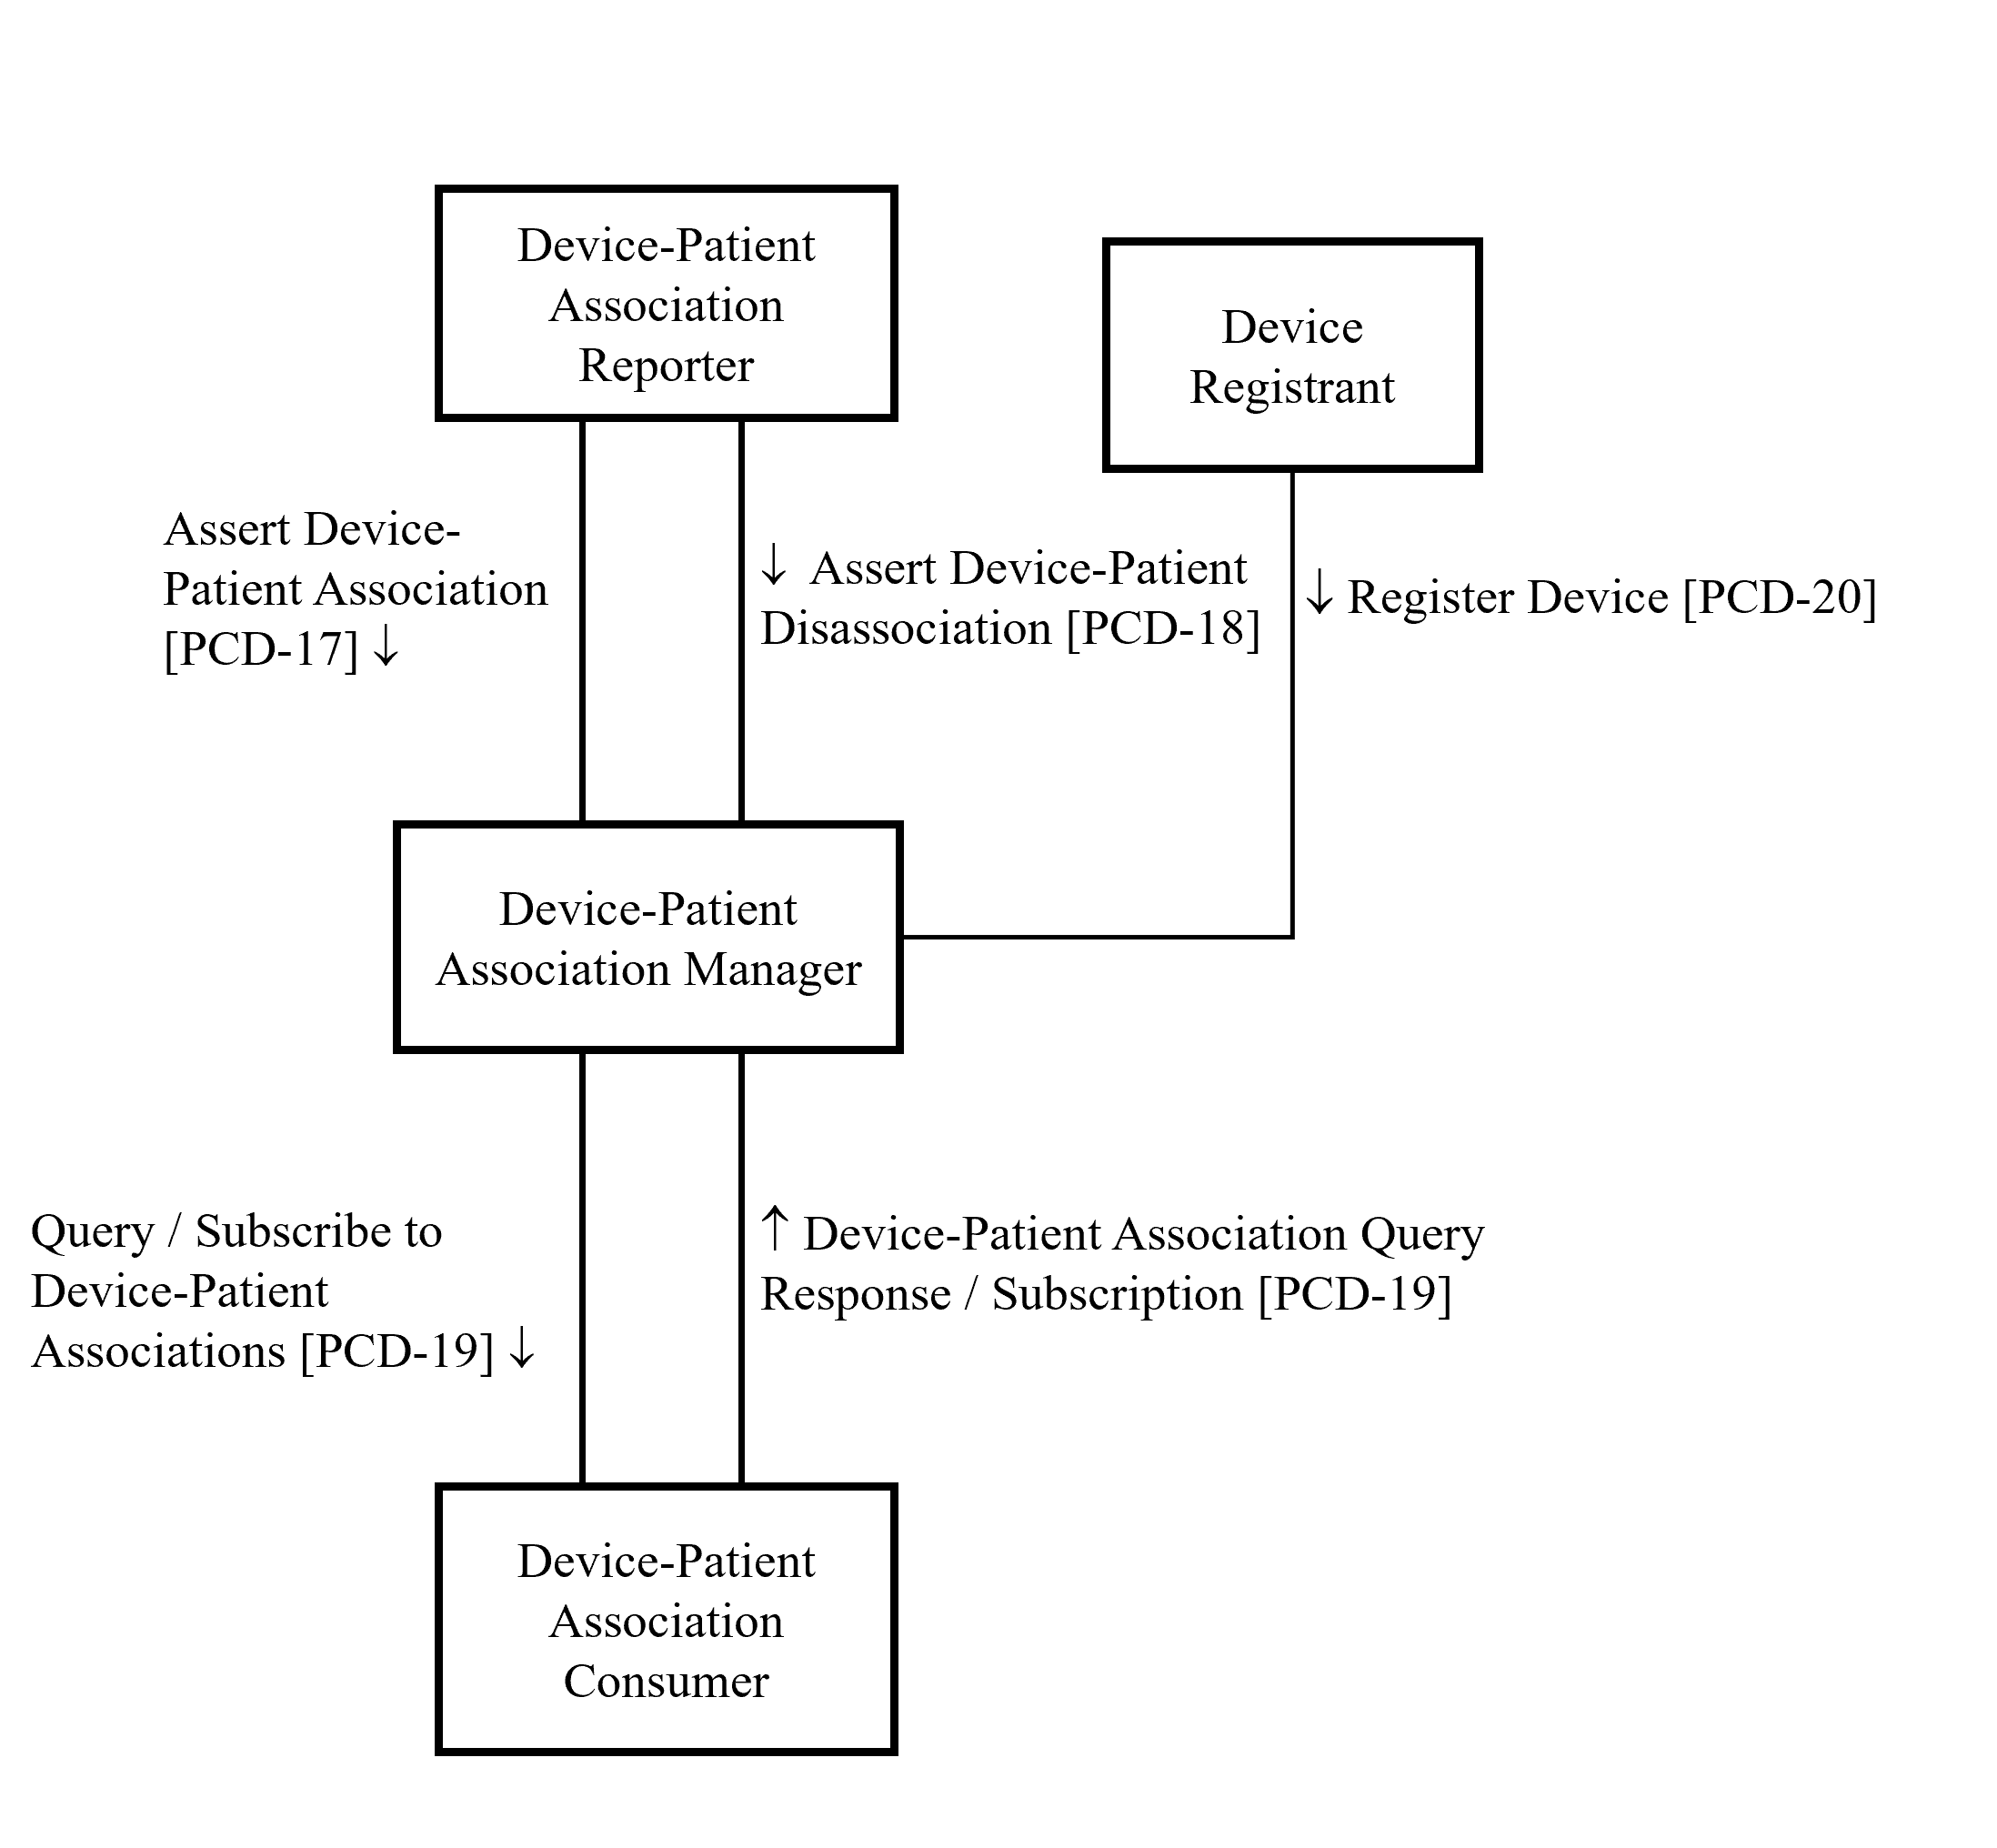 Device-Patient
Association
Reporter
Device
Registrant
Assert Device-
Patient Association
[PCD-17] ↓
↓ Assert Device-Patient
Disassociation [PCD-18]
↓ Register Device [PCD-20]
Device-Patient
Association Manager
Query / Subscribe to
Device-Patient
Associations [PCD-19] ↓
↑ Device-Patient Association Query
Response / Subscription [PCD-19]
Device-Patient
Association
Consumer